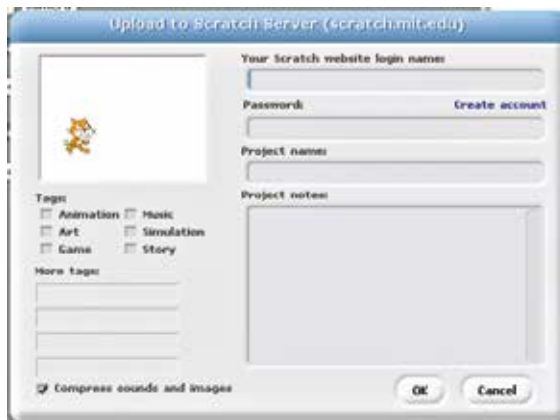 Upload to Scratch Server (scratch.mit.edu)
Your Scratch website login name:
Password:
Create account
Project name:
Project notes:
Tags:
Animation
Music
Art
Simulation
Game
Story
More tags:
Compress sounds and images
OK
Cancel